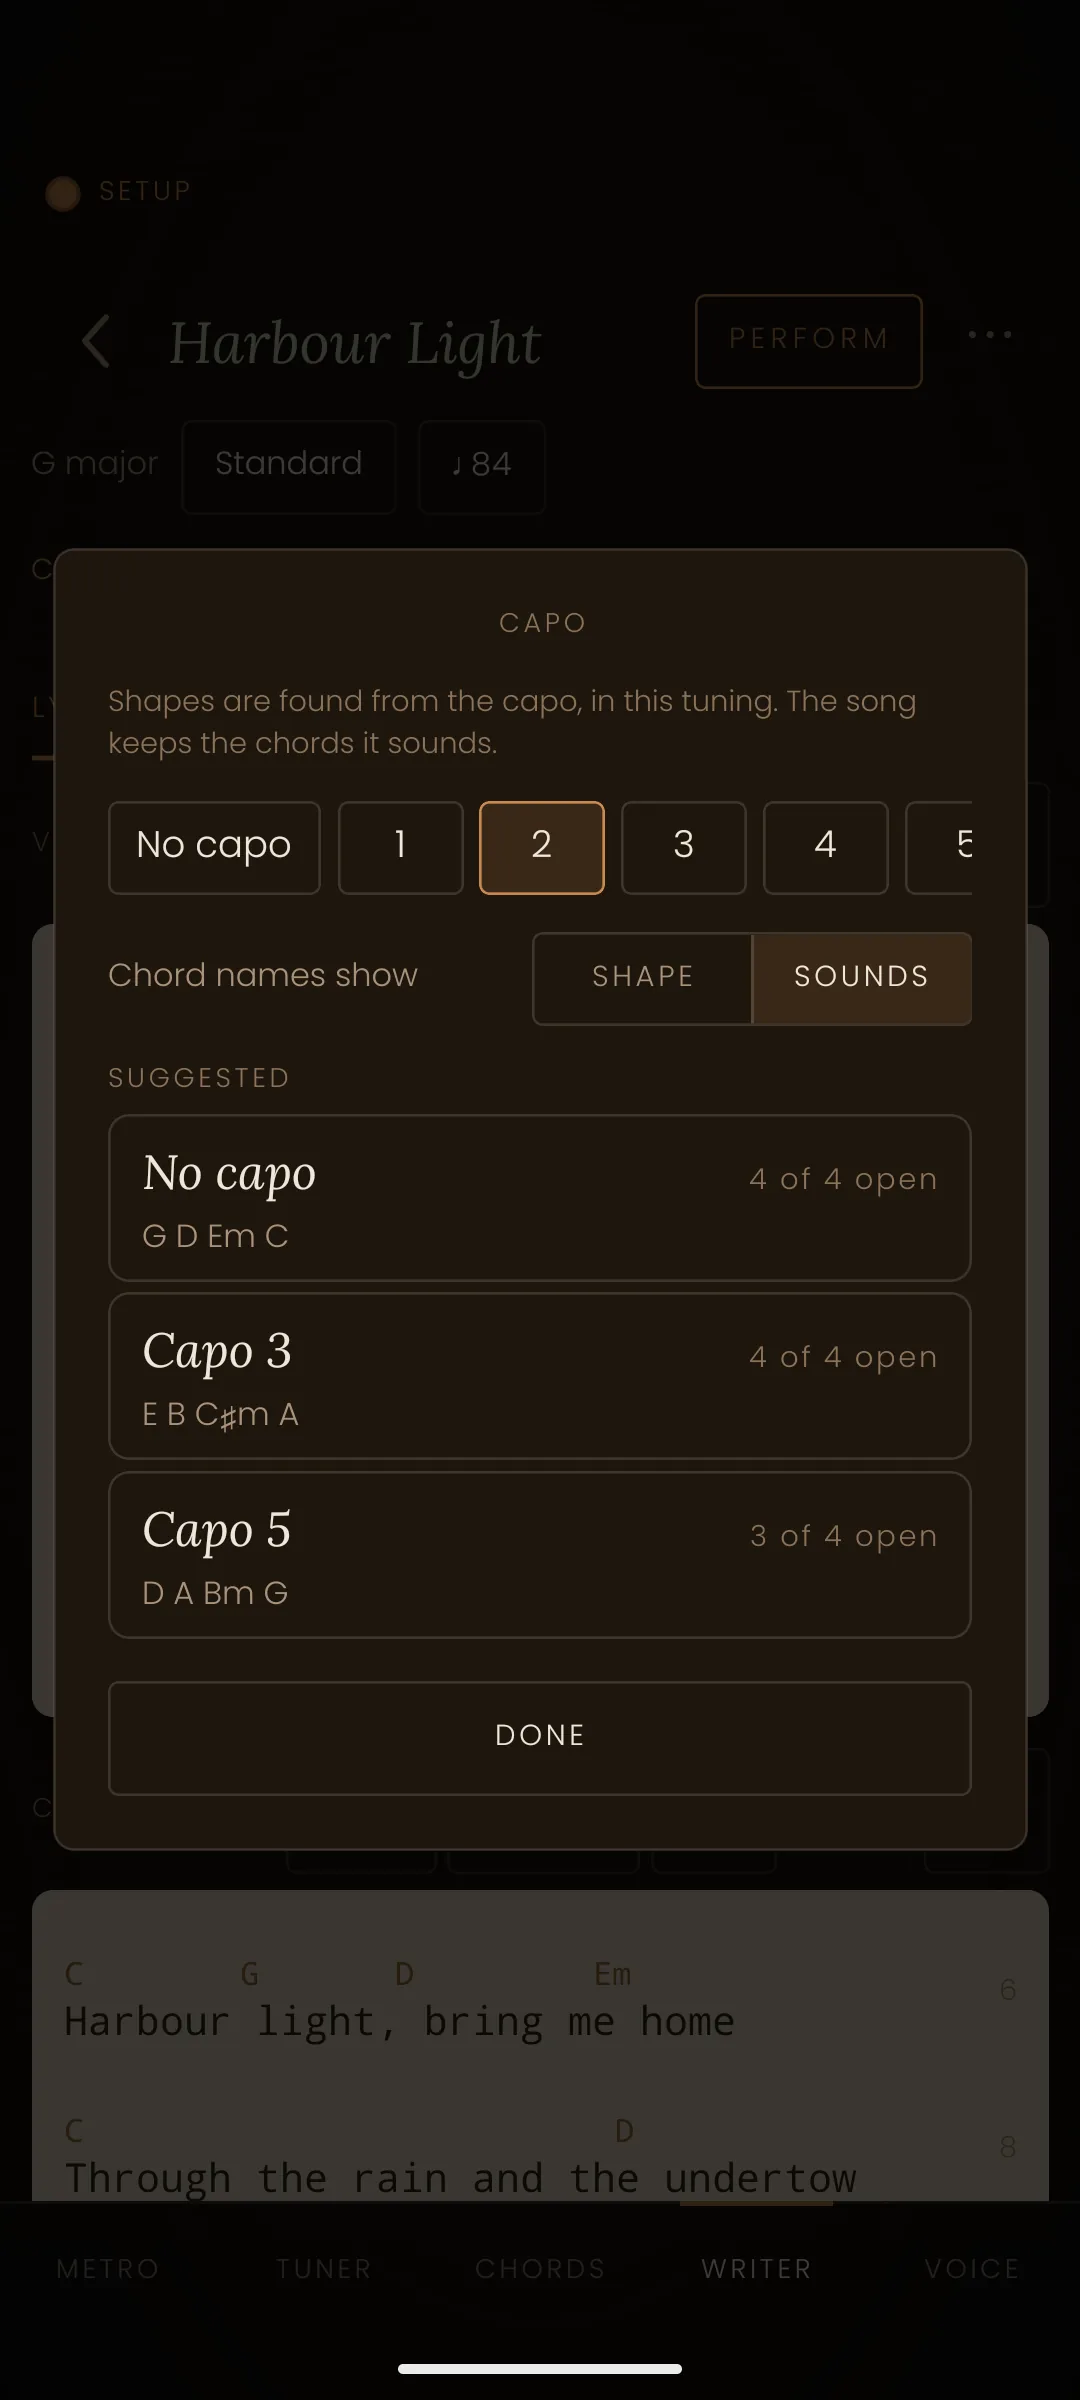 SETUP
Harbour Light
PERFORM
G major
Standard
♩84
C
CAPO
LY
Shapes are found from the capo, in this tuning. The song
keeps the chords it sounds.
V
No capo
1
2
3
4
5
Chord names show
SHAPE
SOUNDS
SUGGESTED
No capo
4 of 4 open
G D Em C
Capo 3
4 of 4 open
E B C♯m A
Capo 5
3 of 4 open
D A Bm G
DONE
C
C G D Em
Harbour light, bring me home
6
C D
Through the rain and the undertow
8
METRO
TUNER
CHORDS
WRITER
VOICE